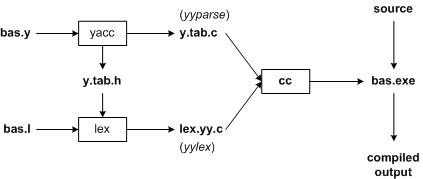 (yyparse)
source
bas.y
yacc
y.tab.c
y.tab.h
cc
bas.exe
bas.l
lex
lex.yy.c
(yylex)
compiled
output